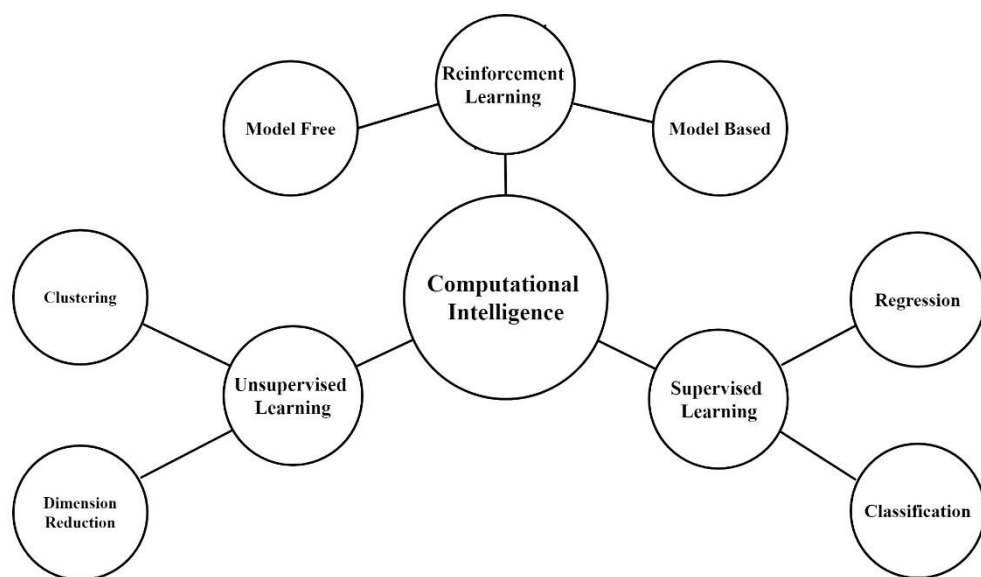 Reinforcement
Learning
Model Free
Model Based
Computational
Intelligence
Clustering
Regression
Unsupervised
Learning
Supervised
Learning
Dimension
Reduction
Classification